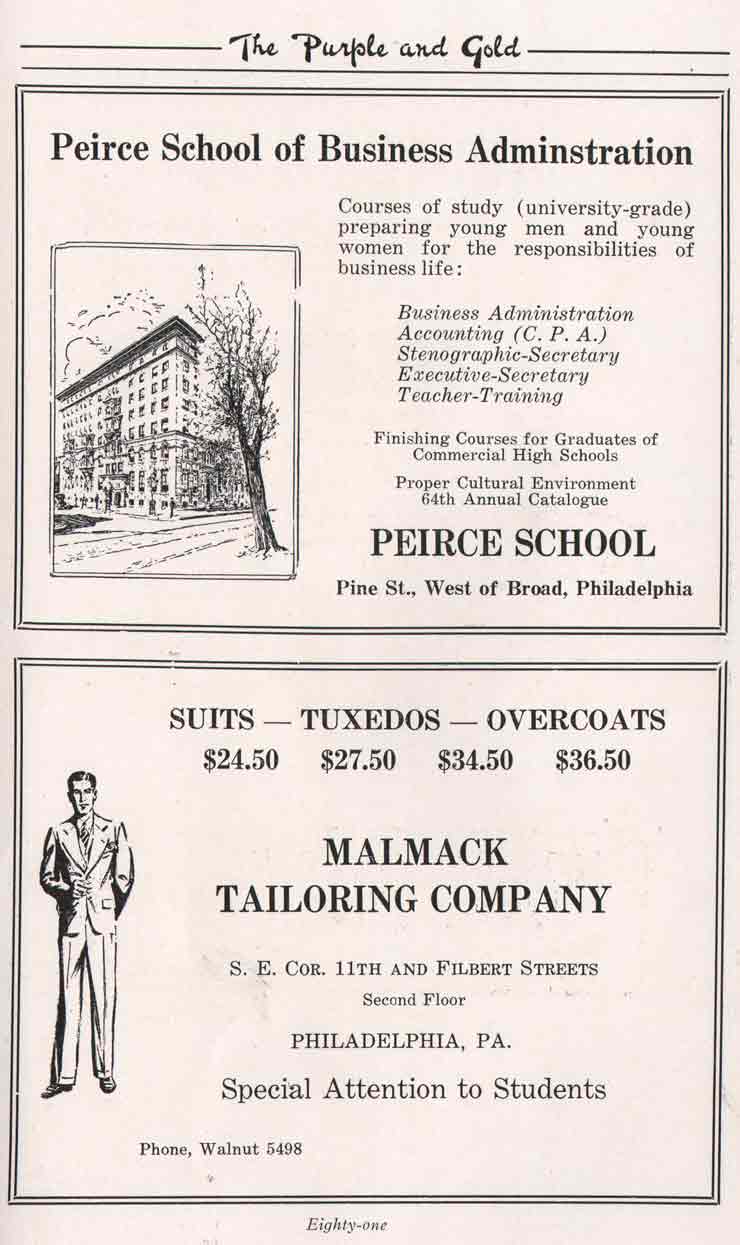 The Purple and Gold
Peirce School of Business Adminstration
Courses of study (university-grade)
preparing young men and young
women for the responsibilities of
business life:
Business Administration
Accounting (C. P. A.)
Stenographic-Secretary
Executive-Secretary
Teacher-Training
Finishing Courses for Graduates of
Commercial High Schools
Proper Cultural Environment
64th Annual Catalogue
PEIRCE SCHOOL
Pine St., West of Broad, Philadelphia
SUITS — TUXEDOS — OVERCOATS
$24.50 $27.50 $34.50 $36.50
MALMACK
TAILORING COMPANY
S. E. COR. 11TH AND FILBERT STREETS
Second Floor
PHILADELPHIA, PA.
Special Attention to Students
Phone, Walnut 5498
Eighty-one